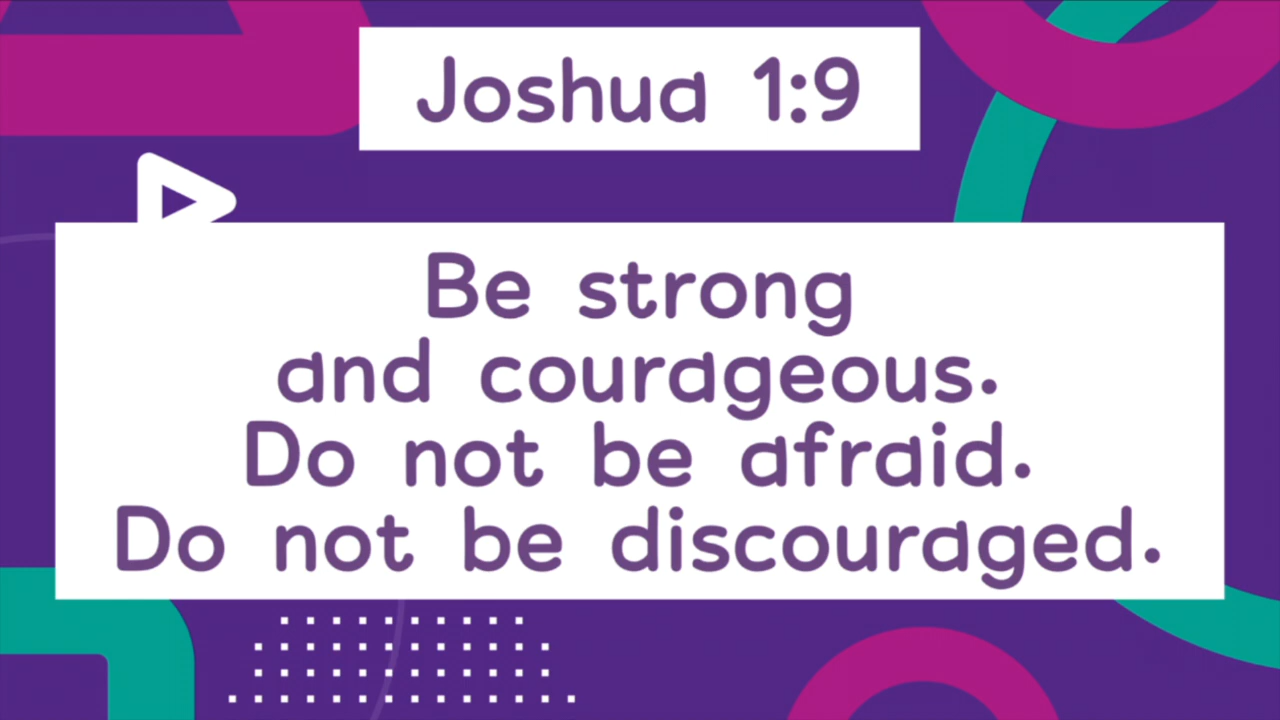 Joshua 1:9
Be strong
and courageous.
Do not be afraid.
Do not be discouraged.